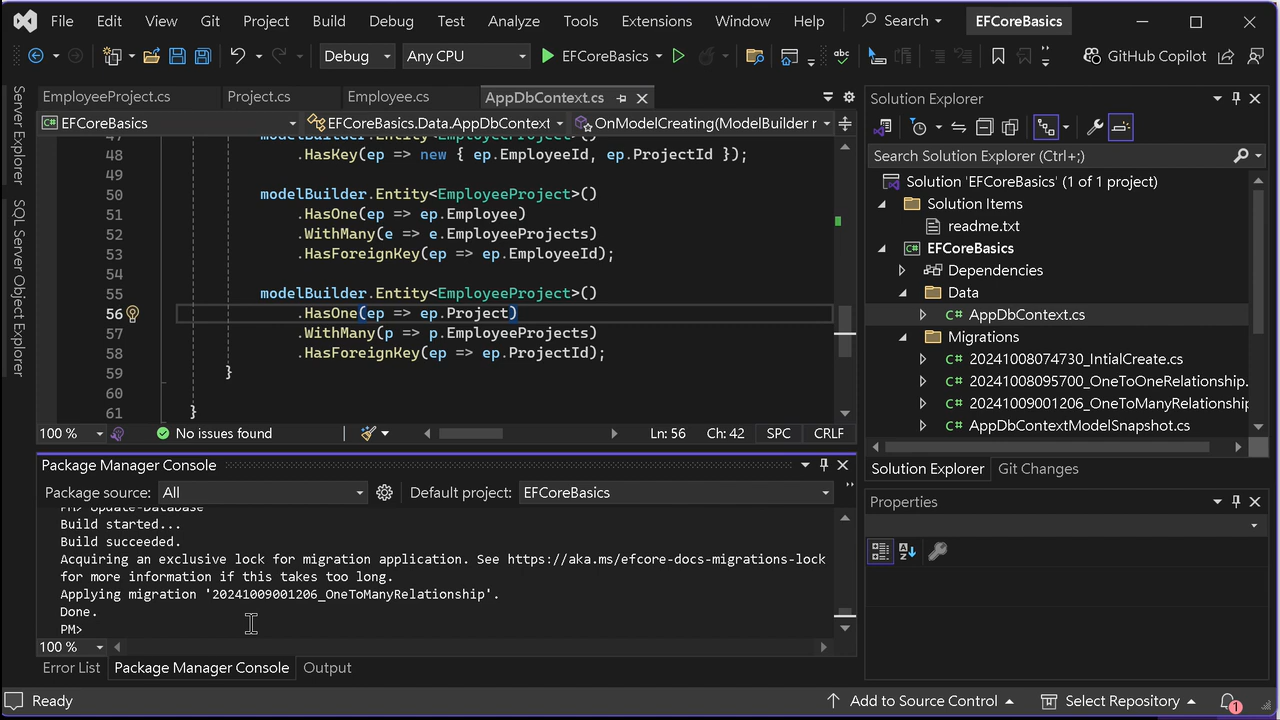 File Edit View Git Project Build Debug Test Analyze Tools Extensions Window Help Search EFCoreBasics
Debug Any CPU EFCoreBasics GitHub Copilot
Server Explorer
SQL Server Object Explorer
EmployeeProject.cs Project.cs Employee.cs AppDbContext.cs
EFCoreBasics EFCoreBasics.Data.AppDbContext OnModelCreating(ModelBuilder r
47 modelBuilder.Entity<EmployeeProject>()
48 .HasKey(ep => new { ep.EmployeeId, ep.ProjectId });
49
50 modelBuilder.Entity<EmployeeProject>()
51 .HasOne(ep => ep.Employee)
52 .WithMany(e => e.EmployeeProjects)
53 .HasForeignKey(ep => ep.EmployeeId);
54
55 modelBuilder.Entity<EmployeeProject>()
56 .HasOne(ep => ep.Project)
57 .WithMany(p => p.EmployeeProjects)
58 .HasForeignKey(ep => ep.ProjectId);
59 }
60
61 }
100 % No issues found Ln: 56 Ch: 42 SPC CRLF
Package Manager Console
Package source: All Default project: EFCoreBasics
PM> Update-Database
Build started...
Build succeeded.
Acquiring an exclusive lock for migration application. See https://aka.ms/efcore-docs-migrations-lock
for more information if this takes too long.
Applying migration '20241009001206_OneToManyRelationship'.
Done.
PM>
100 %
Error List Package Manager Console Output
Solution Explorer
Search Solution Explorer (Ctrl+;)
Solution 'EFCoreBasics' (1 of 1 project)
Solution Items
readme.txt
EFCoreBasics
Dependencies
Data
C# AppDbContext.cs
Migrations
C# 20241008074730_IntialCreate.cs
C# 20241008095700_OneToOneRelationship.
C# 20241009001206_OneToManyRelationship
C# AppDbContextModelSnapshot.cs
Solution Explorer Git Changes
Properties
Ready Add to Source Control Select Repository 1